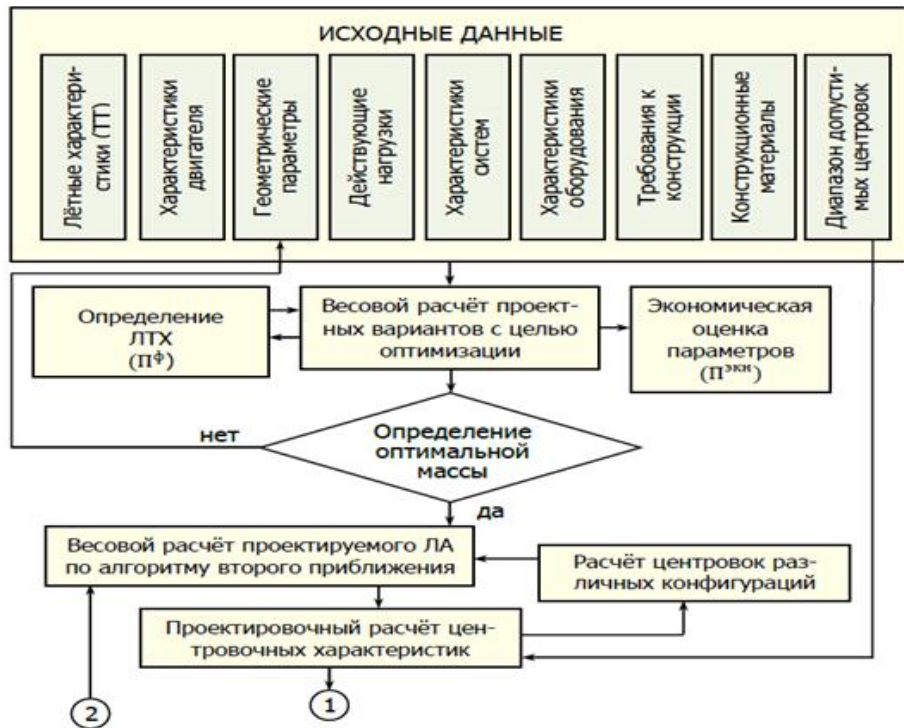 ИСХОДНЫЕ ДАННЫЕ
Лётные характери-
стики (ТТ)
Характеристики
двигателя
Геометрические
параметры
Действующие
нагрузки
Характеристики
систем
Характеристики
оборудования
Требования к
конструкции
Конструкционные
материалы
Диапазон допусти-
мых центровок
Определение
ЛТХ
(Пᶲ)
Весовой расчёт проект-
ных вариантов с целью
оптимизации
Экономическая
оценка
параметров
(Пэкн)
нет
Определение
оптимальной
массы
да
Весовой расчёт проектируемого ЛА
по алгоритму второго приближения
Расчёт центровок раз-
личных конфигураций
Проектировочный расчёт цен-
тровочных характеристик
2
1